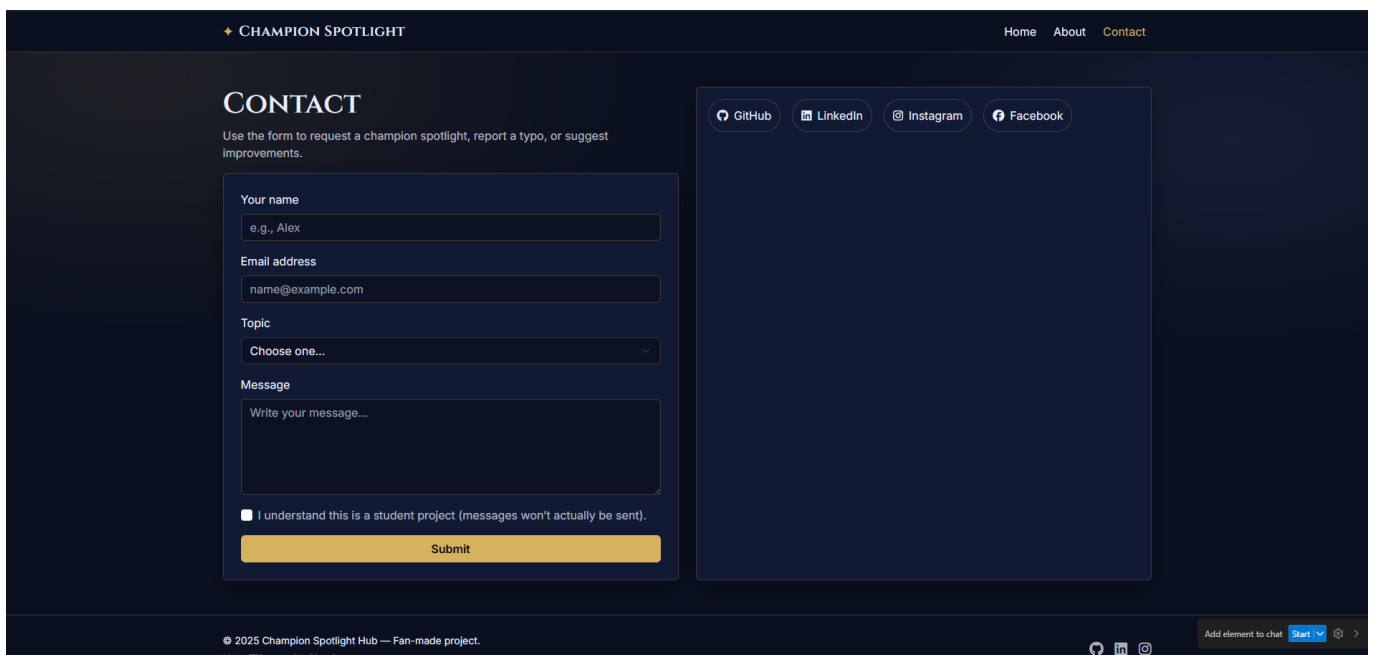 Champion Spotlight
Home About Contact
Contact
Use the form to request a champion spotlight, report a typo, or suggest
improvements.
Your name
e.g., Alex
Email address
name@example.com
Topic
Choose one...
Message
Write your message...
I understand this is a student project (messages won't actually be sent).
Submit
GitHub LinkedIn Instagram Facebook
© 2025 Champion Spotlight Hub — Fan-made project.
Add element to chat Start